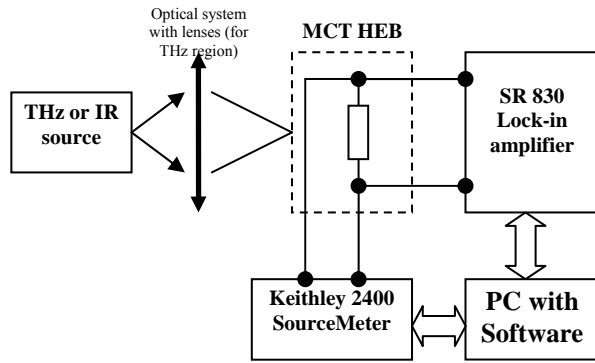 Optical system
with lenses (for
THz region)
MCT HEB
THz or IR
source
SR 830
Lock-in
amplifier
Keithley 2400
SourceMeter
PC with
Software